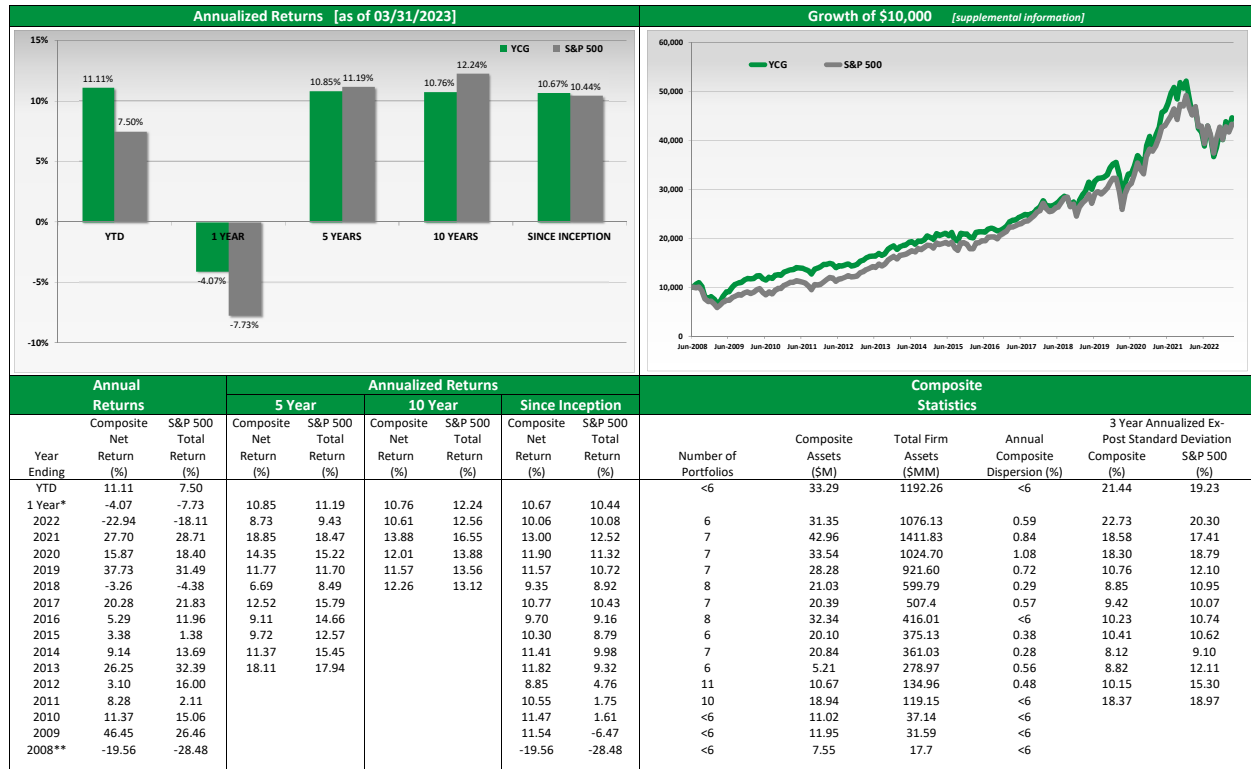 Annualized Returns [as of 03/31/2023]
15%
10%
5%
0%
-5%
-10%
YCG
S&P 500
11.11%
7.50%
-4.07%
-7.73%
10.85%
11.19%
10.76%
12.24%
10.67%
10.44%
YTD
1 YEAR
5 YEARS
10 YEARS
SINCE INCEPTION
Growth of $10,000 [supplemental information]
60,000
50,000
40,000
30,000
20,000
10,000
0
YCG
S&P 500
Jun-2008 Jun-2009 Jun-2010 Jun-2011 Jun-2012 Jun-2013 Jun-2014 Jun-2015 Jun-2016 Jun-2017 Jun-2018 Jun-2019 Jun-2020 Jun-2021 Jun-2022
Annual Annualized Returns Composite
Returns 5 Year 10 Year Since Inception Statistics
Composite S&P 500 Composite S&P 500 Composite S&P 500 Composite S&P 500 3 Year Annualized Ex-
Net Total Net Total Net Total Net Total Composite Total Firm Annual Post Standard Deviation
Year Return Return Return Return Return Return Return Return Number of Assets Assets Composite Composite S&P 500
Ending (%) (%) (%) (%) (%) (%) (%) (%) Portfolios ($M) ($MM) Dispersion (%) (%) (%)
YTD 11.11 7.50 <6 33.29 1192.26 <6 21.44 19.23
1 Year* -4.07 -7.73 10.85 11.19 10.76 12.24 10.67 10.44
2022 -22.94 -18.11 8.73 9.43 10.61 12.56 10.06 10.08 6 31.35 1076.13 0.59 22.73 20.30
2021 27.70 28.71 18.85 18.47 13.88 16.55 13.00 12.52 7 42.96 1411.83 0.84 18.58 17.41
2020 15.87 18.40 14.35 15.22 12.01 13.88 11.90 11.32 7 33.54 1024.70 1.08 18.30 18.79
2019 37.73 31.49 11.77 11.70 11.57 13.56 11.57 10.72 7 28.28 921.60 0.72 10.76 12.10
2018 -3.26 -4.38 6.69 8.49 12.26 13.12 9.35 8.92 8 21.03 599.79 0.29 8.85 10.95
2017 20.28 21.83 12.52 15.79 10.77 10.43 7 20.39 507.4 0.57 9.42 10.07
2016 5.29 11.96 9.11 14.66 9.70 9.16 8 32.34 416.01 <6 10.23 10.74
2015 3.38 1.38 9.72 12.57 10.30 8.79 6 20.10 375.13 0.38 10.41 10.62
2014 9.14 13.69 11.37 15.45 11.41 9.98 7 20.84 361.03 0.28 8.12 9.10
2013 26.25 32.39 18.11 17.94 11.82 9.32 6 5.21 278.97 0.56 8.82 12.11
2012 3.10 16.00 8.85 4.76 11 10.67 134.96 0.48 10.15 15.30
2011 8.28 2.11 10.55 1.75 10 18.94 119.15 <6 18.37 18.97
2010 11.37 15.06 11.47 1.61 <6 11.02 37.14 <6
2009 46.45 26.46 11.54 -6.47 <6 11.95 31.59 <6
2008** -19.56 -28.48 -19.56 -28.48 <6 7.55 17.7 <6